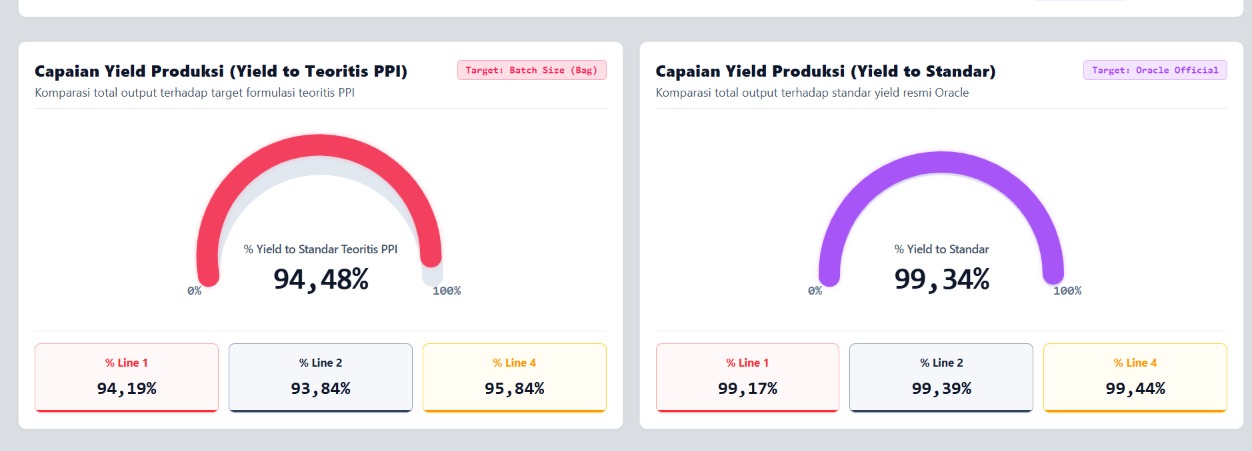 Capaian Yield Produksi (Yield to Teoritis PPI)
Target: Batch Size (Bag)
Komparasi total output terhadap target formulasi teoritis PPI
% Yield to Standar Teoritis PPI
94,48%
0%
100%
% Line 1
94,19%
% Line 2
93,84%
% Line 4
95,84%
Capaian Yield Produksi (Yield to Standar)
Target: Oracle Official
Komparasi total output terhadap standar yield resmi Oracle
% Yield to Standar
99,34%
0%
100%
% Line 1
99,17%
% Line 2
99,39%
% Line 4
99,44%